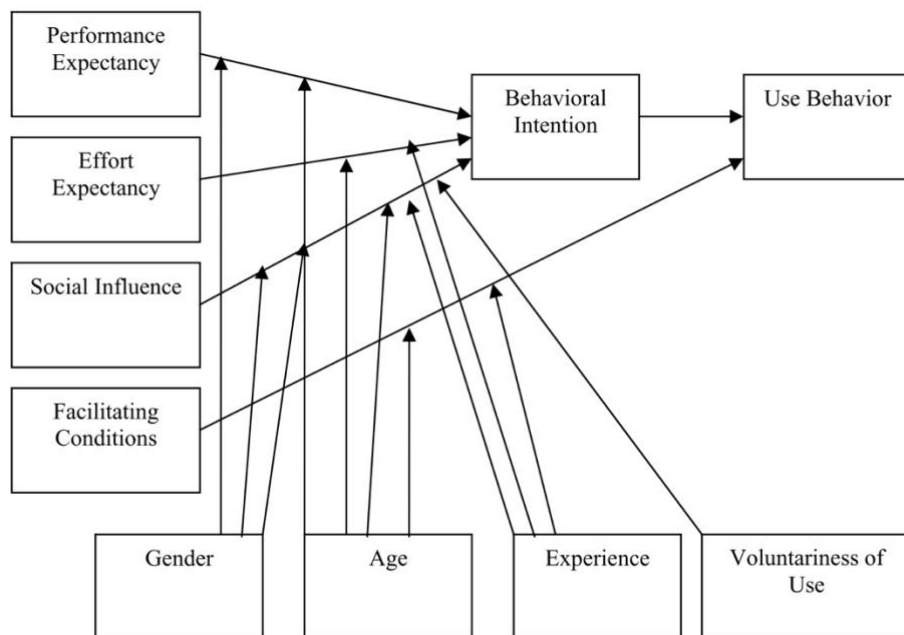 Performance
Expectancy
Behavioral
Intention
Use Behavior
Effort
Expectancy
Social Influence
Facilitating
Conditions
Gender
Age
Experience
Voluntariness of
Use